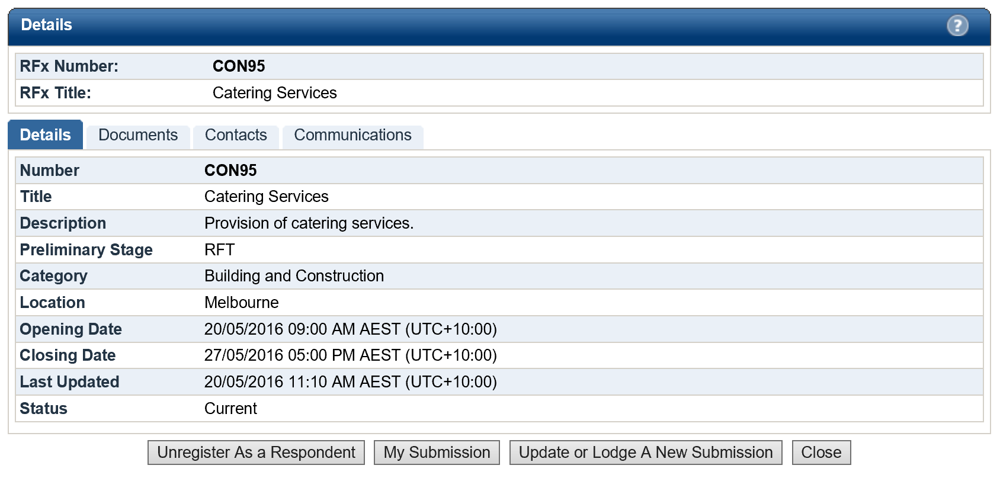 Details
?
RFx Number: CON95
RFx Title: Catering Services
Details Documents Contacts Communications
Number CON95
Title Catering Services
Description Provision of catering services.
Preliminary Stage RFT
Category Building and Construction
Location Melbourne
Opening Date 20/05/2016 09:00 AM AEST (UTC+10:00)
Closing Date 27/05/2016 05:00 PM AEST (UTC+10:00)
Last Updated 20/05/2016 11:10 AM AEST (UTC+10:00)
Status Current
Unregister As a Respondent My Submission Update or Lodge A New Submission Close